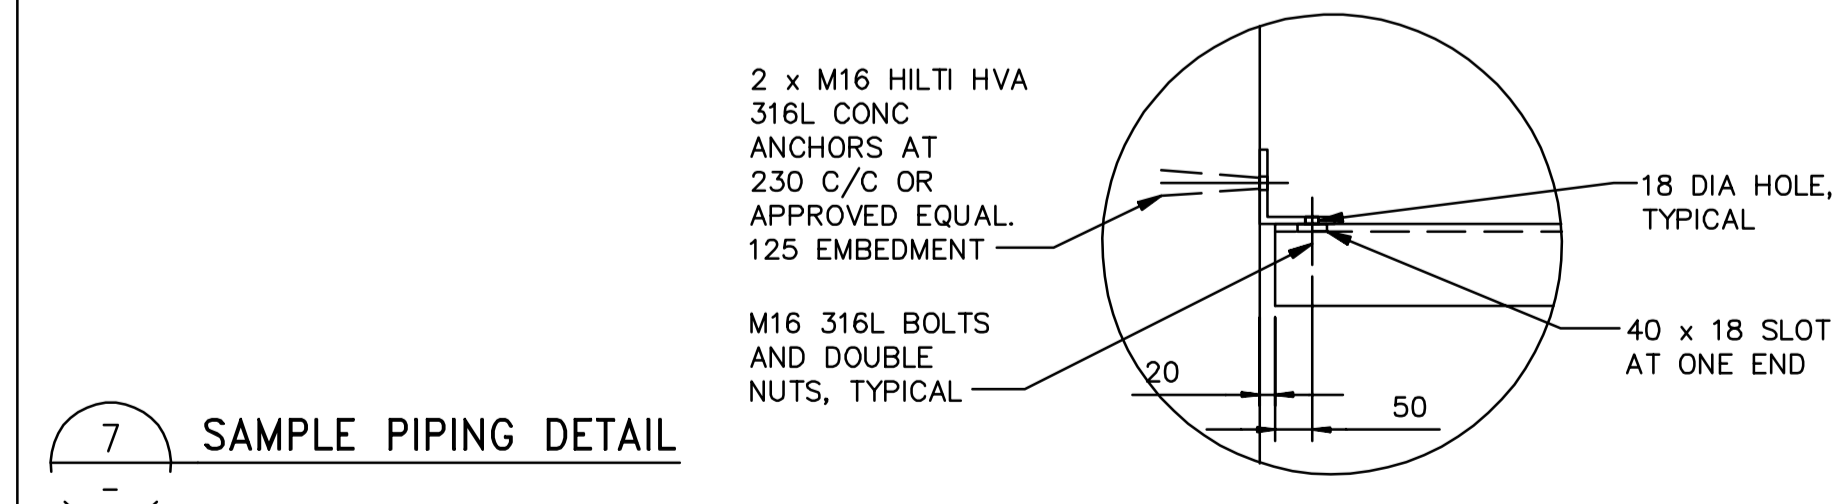 2 x M16 HILTI HVA
316L CONC
ANCHORS AT
230 C/C OR
APPROVED EQUAL.
125 EMBEDMENT
M16 316L BOLTS
AND DOUBLE
NUTS, TYPICAL
18 DIA HOLE,
TYPICAL
40 x 18 SLOT
AT ONE END
20
50
7
SAMPLE PIPING DETAIL
-